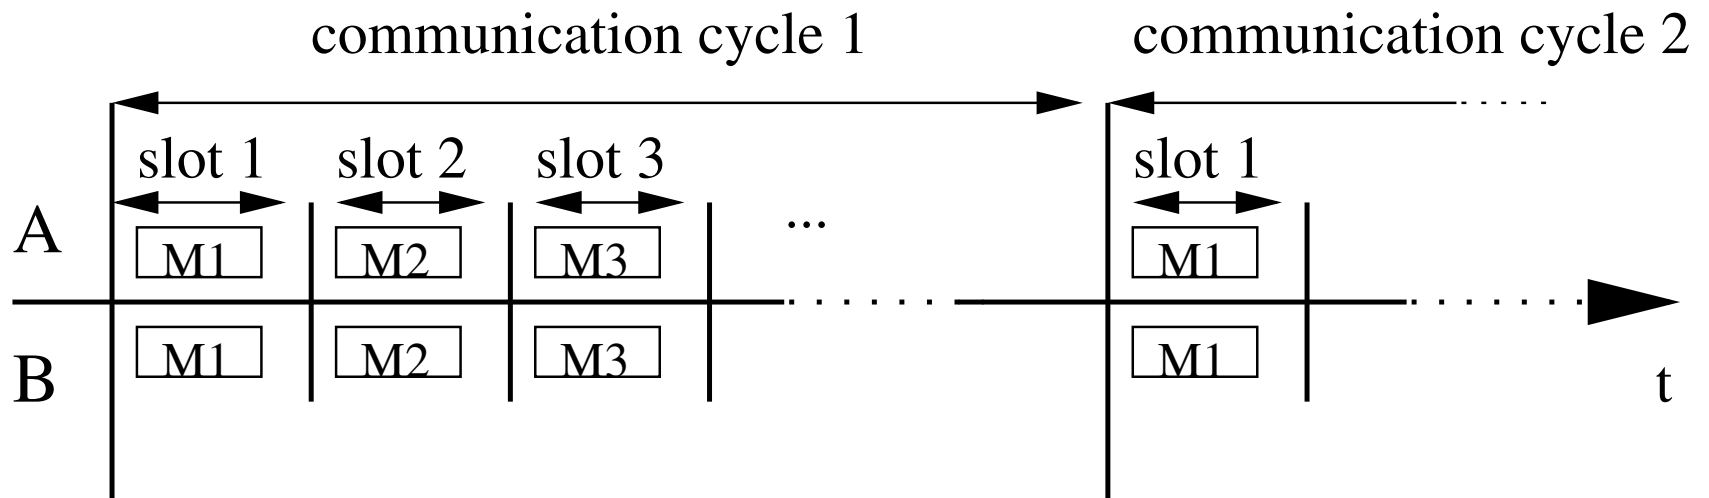 communication cycle 1 communication cycle 2
slot 1 slot 2 slot 3 slot 1
A ...
M1 M2 M3 M1
B M1 M2 M3 M1
t